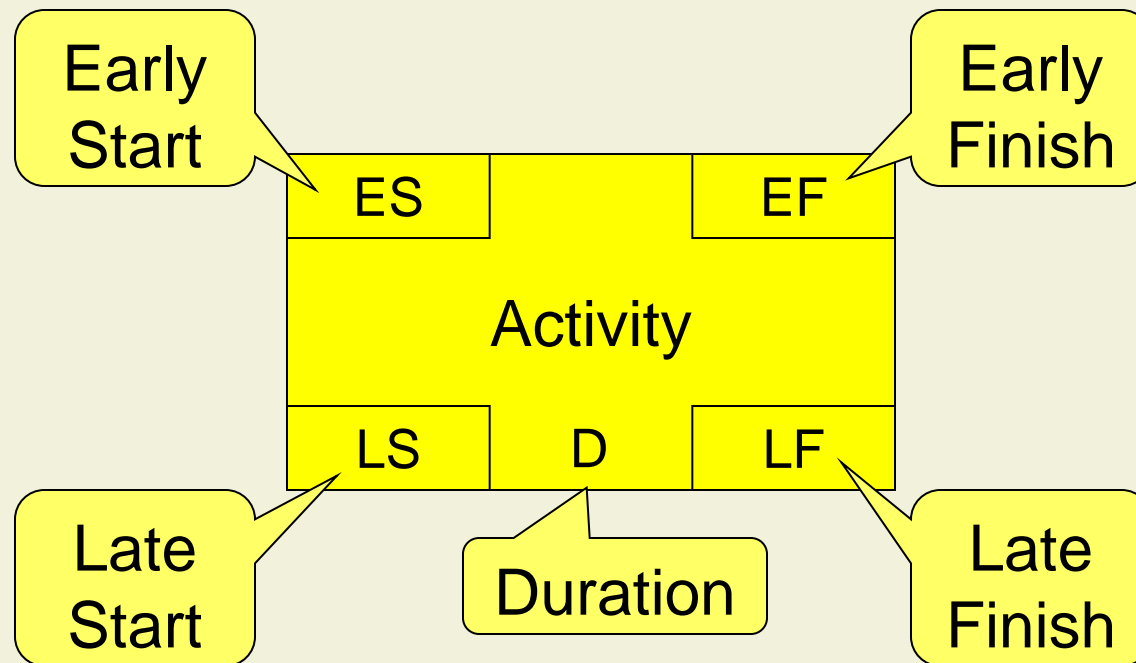 Early
Start
Early
Finish
ES
EF
Activity
LS
D
LF
Late
Start
Duration
Late
Finish